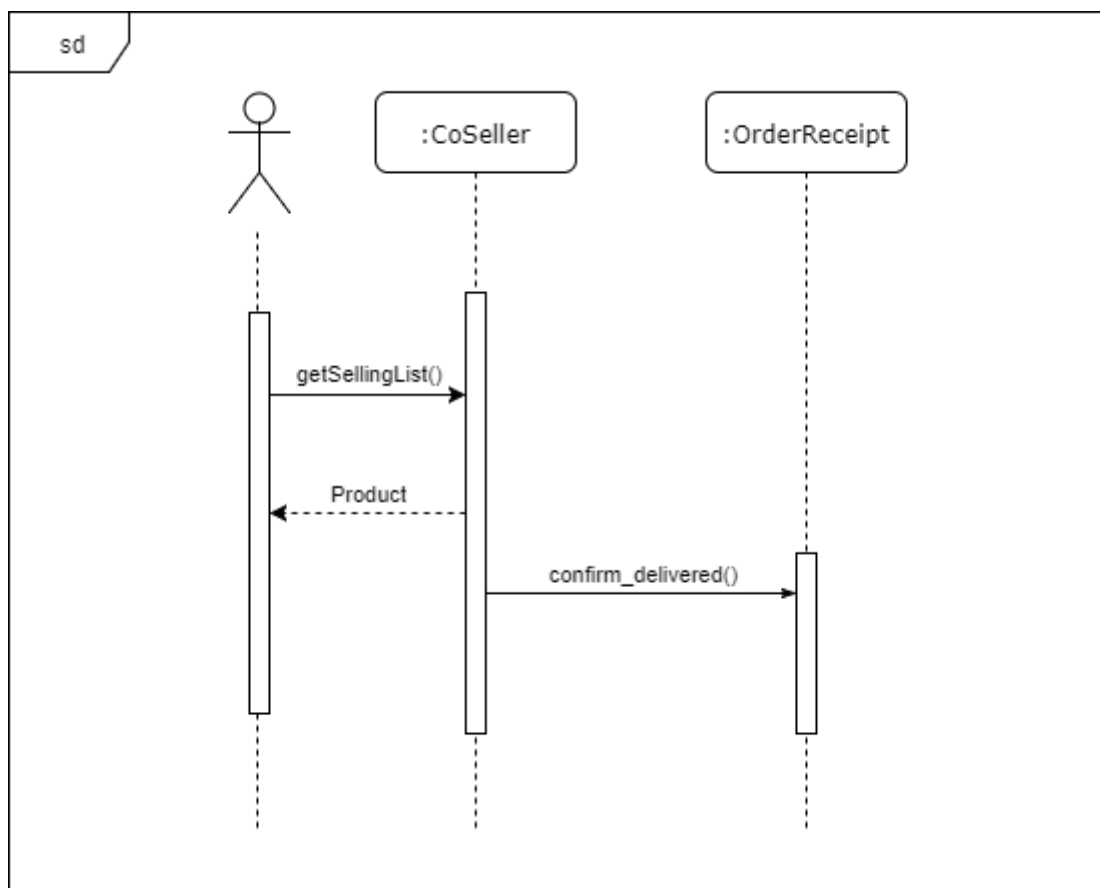 sd
:CoSeller
:OrderReceipt
getSellingList()
Product
confirm_delivered()